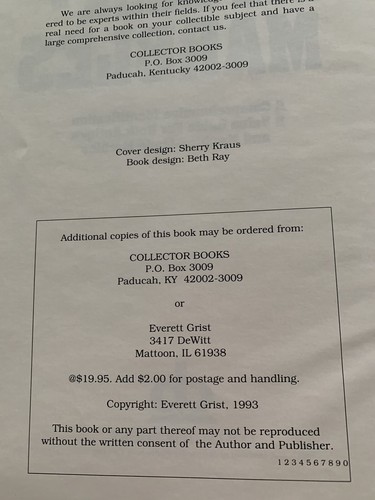 We are always looking for
ered to be experts within their fields. If you feel that there is a
real need for a book on your collectible subject and have a
large comprehensive collection, contact us.
COLLECTOR BOOKS
P.O. Box 3009
Paducah, Kentucky 42002-3009
Cover design: Sherry Kraus
Book design: Beth Ray
Additional copies of this book may be ordered from:
COLLECTOR BOOKS
P.O. Box 3009
Paducah, KY 42002-3009
or
Everett Grist
3417 DeWitt
Mattoon, IL 61938
@$19.95. Add $2.00 for postage and handling.
Copyright: Everett Grist, 1993
This book or any part thereof may not be reproduced
without the written consent of the Author and Publisher.
1 2 3 4 5 6 7 8 9 0